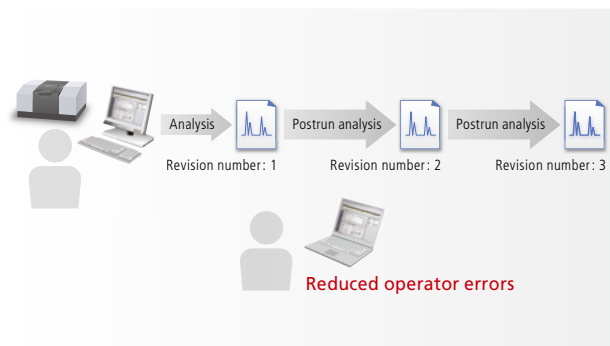 Analysis
Postrun analysis
Postrun analysis
Revision number: 1
Revision number: 2
Revision number: 3
Reduced operator errors